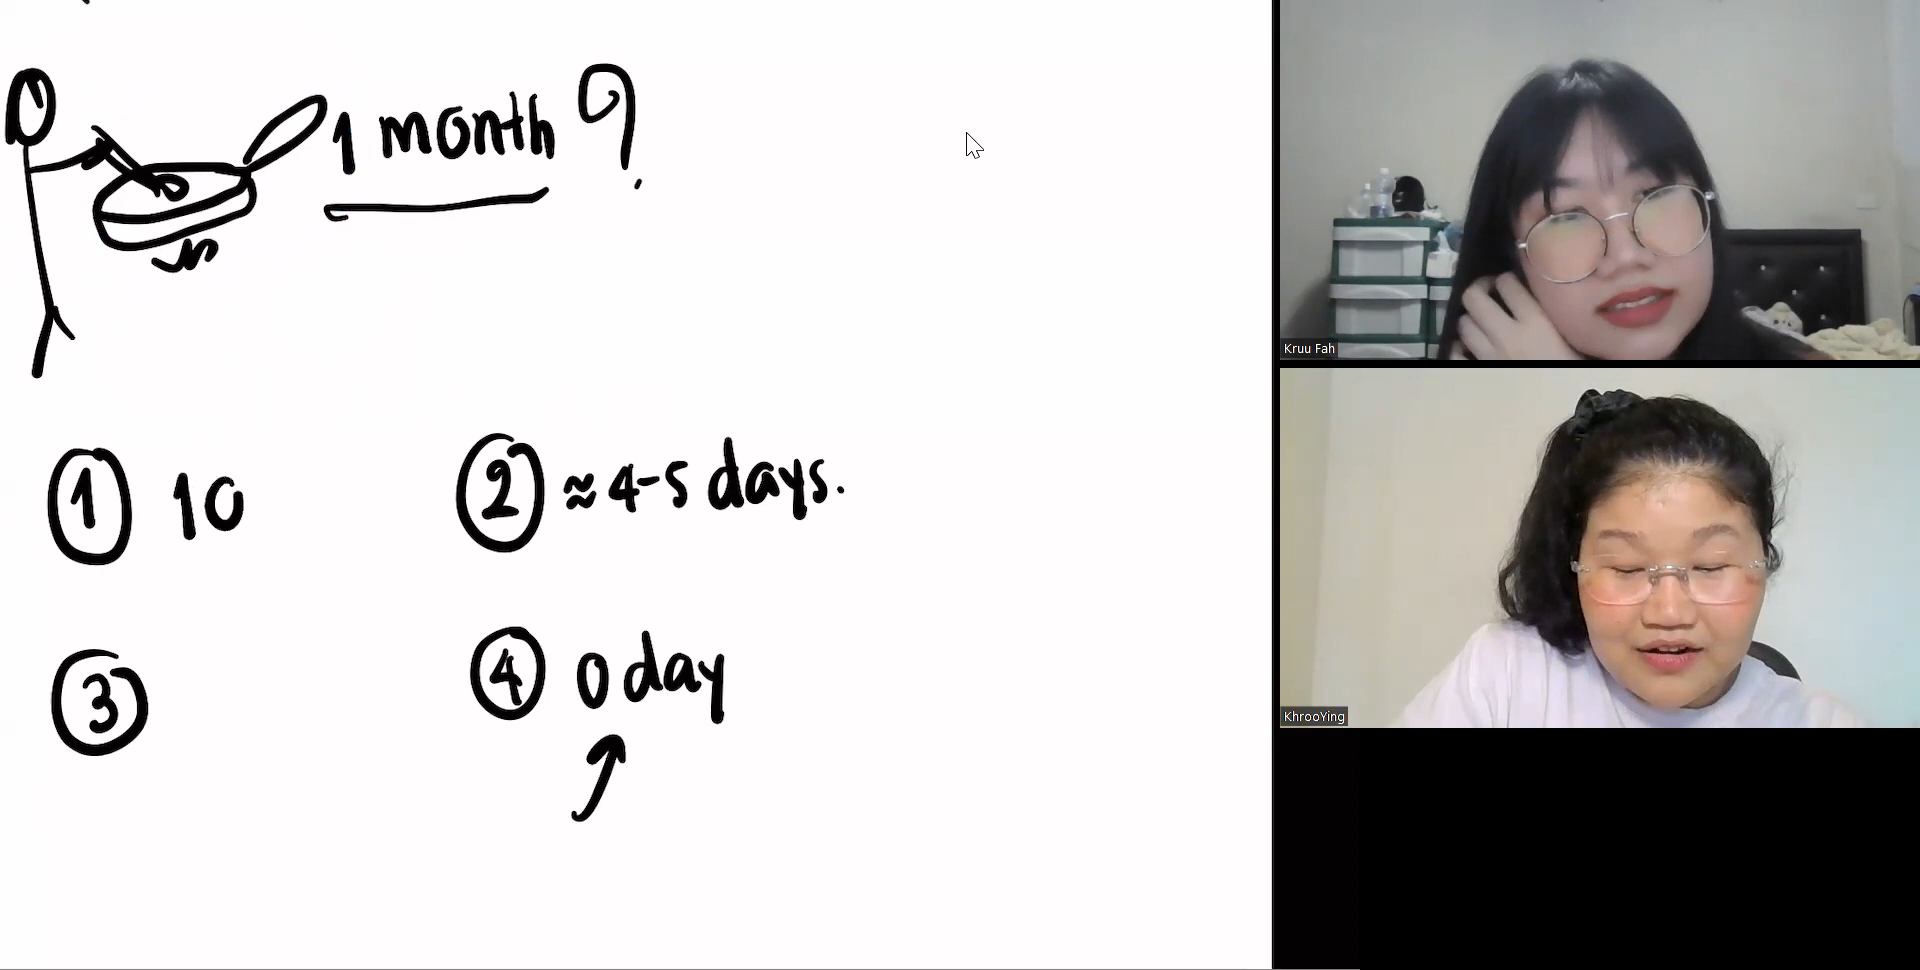 1 month ?
1 10
2 ≈ 4-5 days.
3
4 0 day
Kruu Fah
KhrooYing